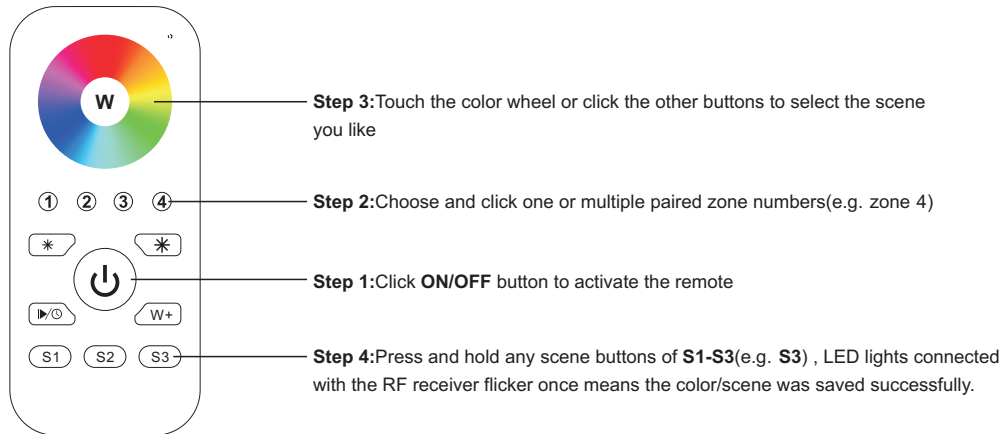 W
Step 3:Touch the color wheel or click the other buttons to select the scene
you like
1 2 3 4
Step 2:Choose and click one or multiple paired zone numbers(e.g. zone 4)
Step 1:Click ON/OFF button to activate the remote
W+
S1 S2 S3
Step 4:Press and hold any scene buttons of S1-S3(e.g. S3) , LED lights connected
with the RF receiver flicker once means the color/scene was saved successfully.